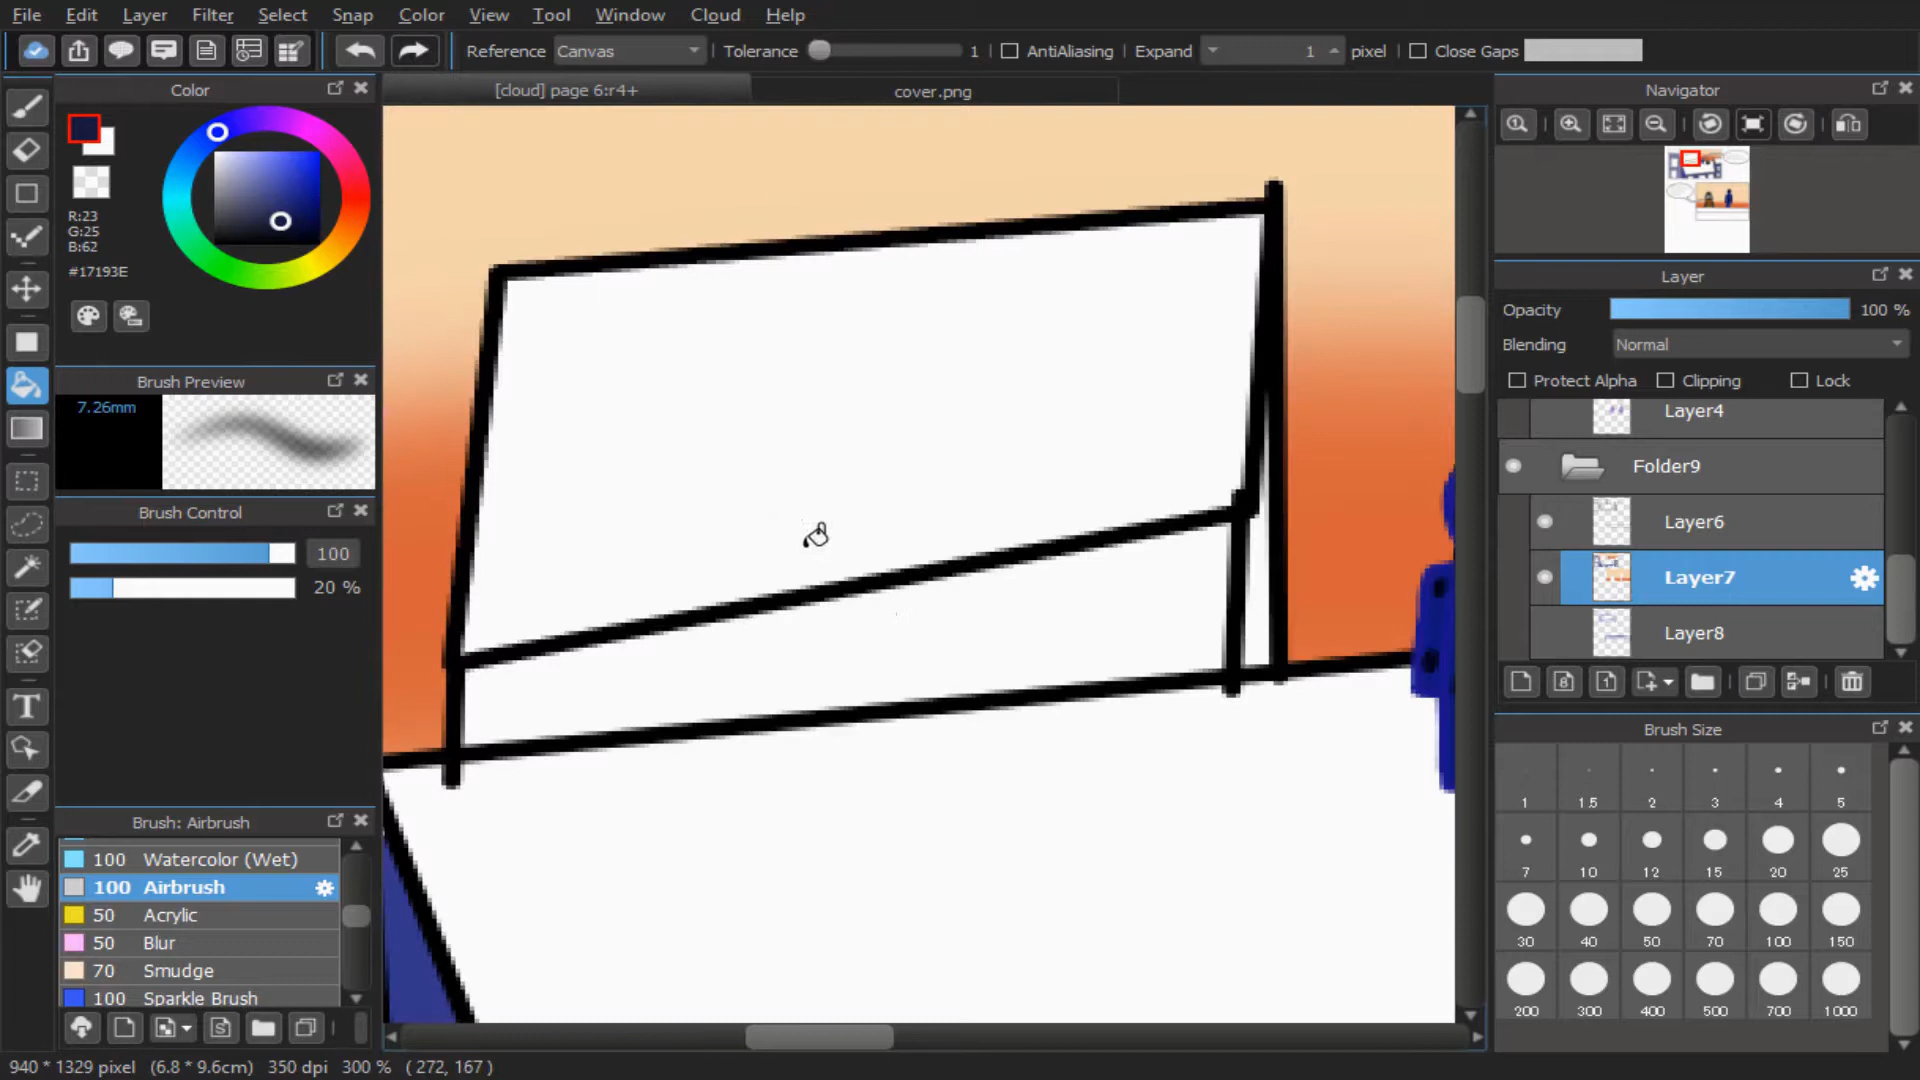 File Edit Layer Filter Select Snap Color View Tool Window Cloud Help
Reference Canvas Tolerance 1 AntiAliasing Expand 1 pixel Close Gaps
Color
R:23
G:25
B:62
#17193E
Brush Preview
7.26mm
Brush Control
100
20 %
Brush: Airbrush
100 Watercolor (Wet)
100 Airbrush
50 Acrylic
50 Blur
70 Smudge
100 Sparkle Brush
[cloud] page 6:r4+ cover.png
Navigator
Layer
Opacity 100 %
Blending Normal
Protect Alpha Clipping Lock
Layer4
Folder9
Layer6
Layer7
Layer8
Brush Size
1 1.5 2 3 4 5
7 10 12 15 20 25
30 40 50 70 100 150
200 300 400 500 700 1000
940 * 1329 pixel (6.8 * 9.6cm) 350 dpi 300 % ( 272, 167 )